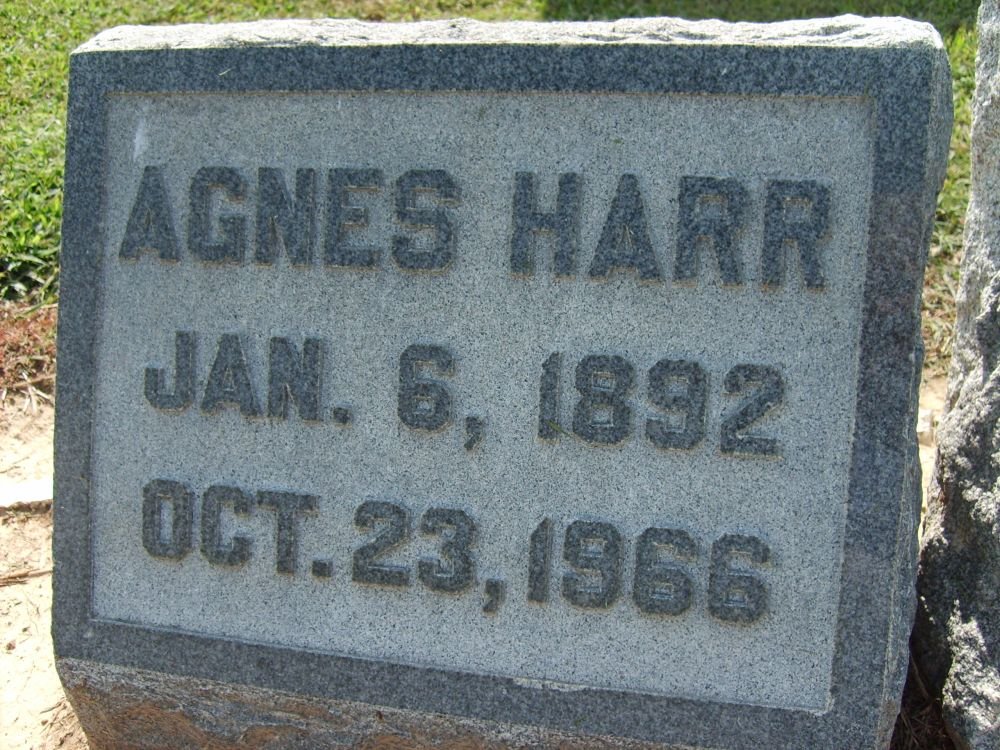 AGNES HARR
JAN. 6, 1892
OCT. 23, 1966